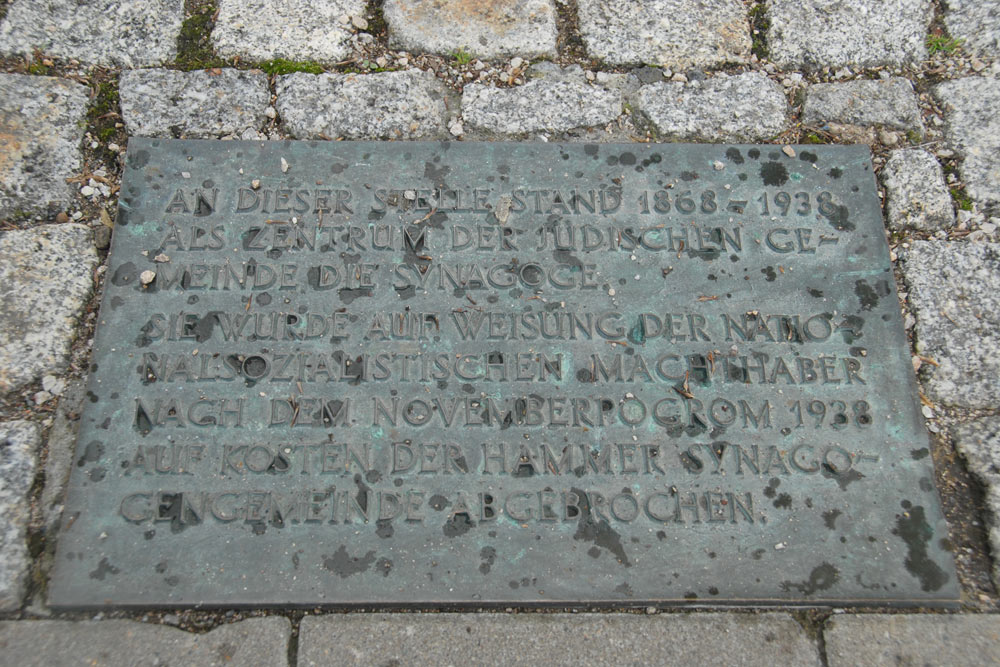 AN DIESER STELLE STAND 1868 - 1938
ALS ZENTRUM DER JÜDISCHEN GE-
MEINDE DIE SYNAGOGE.
SIE WURDE AUF WEISUNG DER NATIO-
NALSOZIALISTISCHEN MACHTHABER
NACH DEM NOVEMBERPOGROM 1938
AUF KOSTEN DER HAMMER SYNAGO-
GENGEMEINDE ABGEBROCHEN.